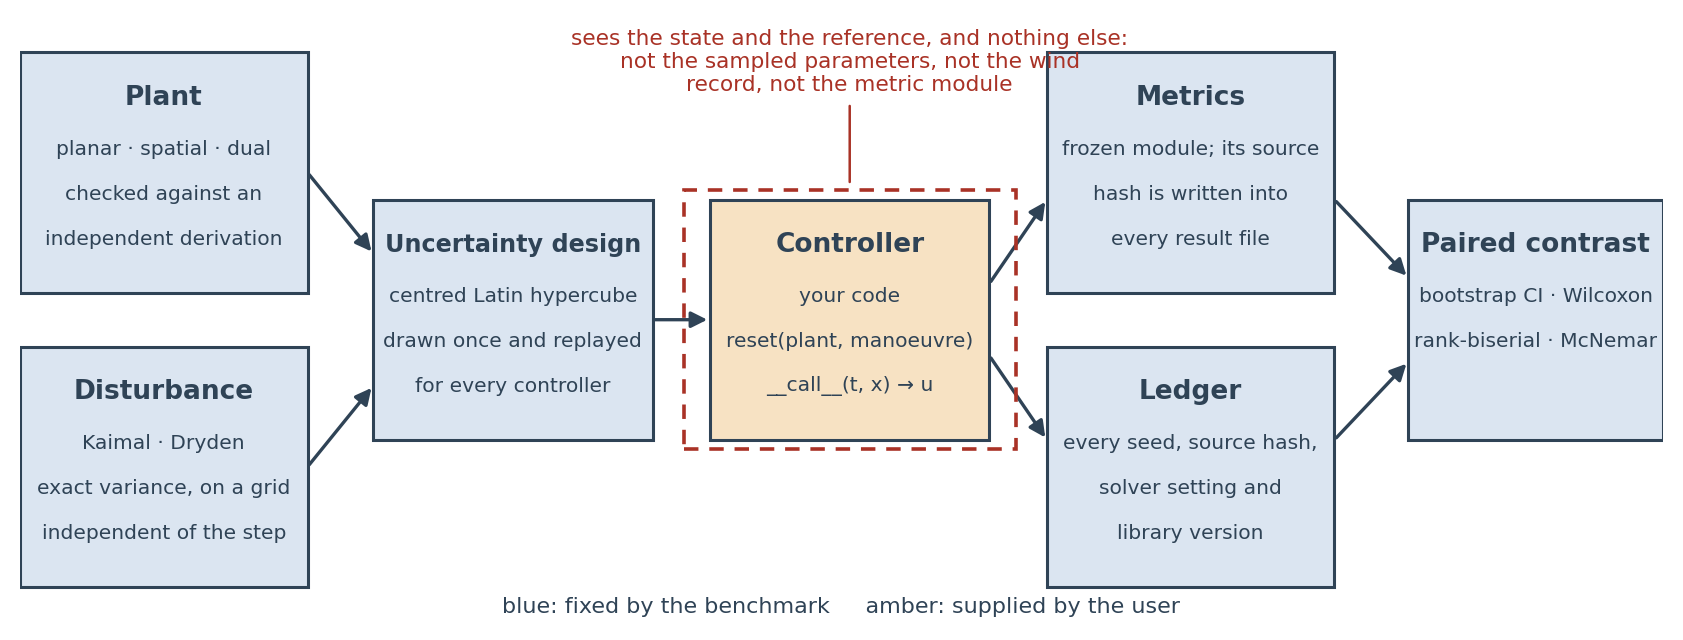 sees the state and the reference, and nothing else:
not the sampled parameters, not the wind
record, not the metric module
Plant
planar · spatial · dual
checked against an
independent derivation
Disturbance
Kaimal · Dryden
exact variance, on a grid
independent of the step
Uncertainty design
centred Latin hypercube
drawn once and replayed
for every controller
Controller
your code
reset(plant, manoeuvre)
__call__(t, x) → u
Metrics
frozen module; its source
hash is written into
every result file
Ledger
every seed, source hash,
solver setting and
library version
Paired contrast
bootstrap CI · Wilcoxon
rank-biserial · McNemar
blue: fixed by the benchmark amber: supplied by the user